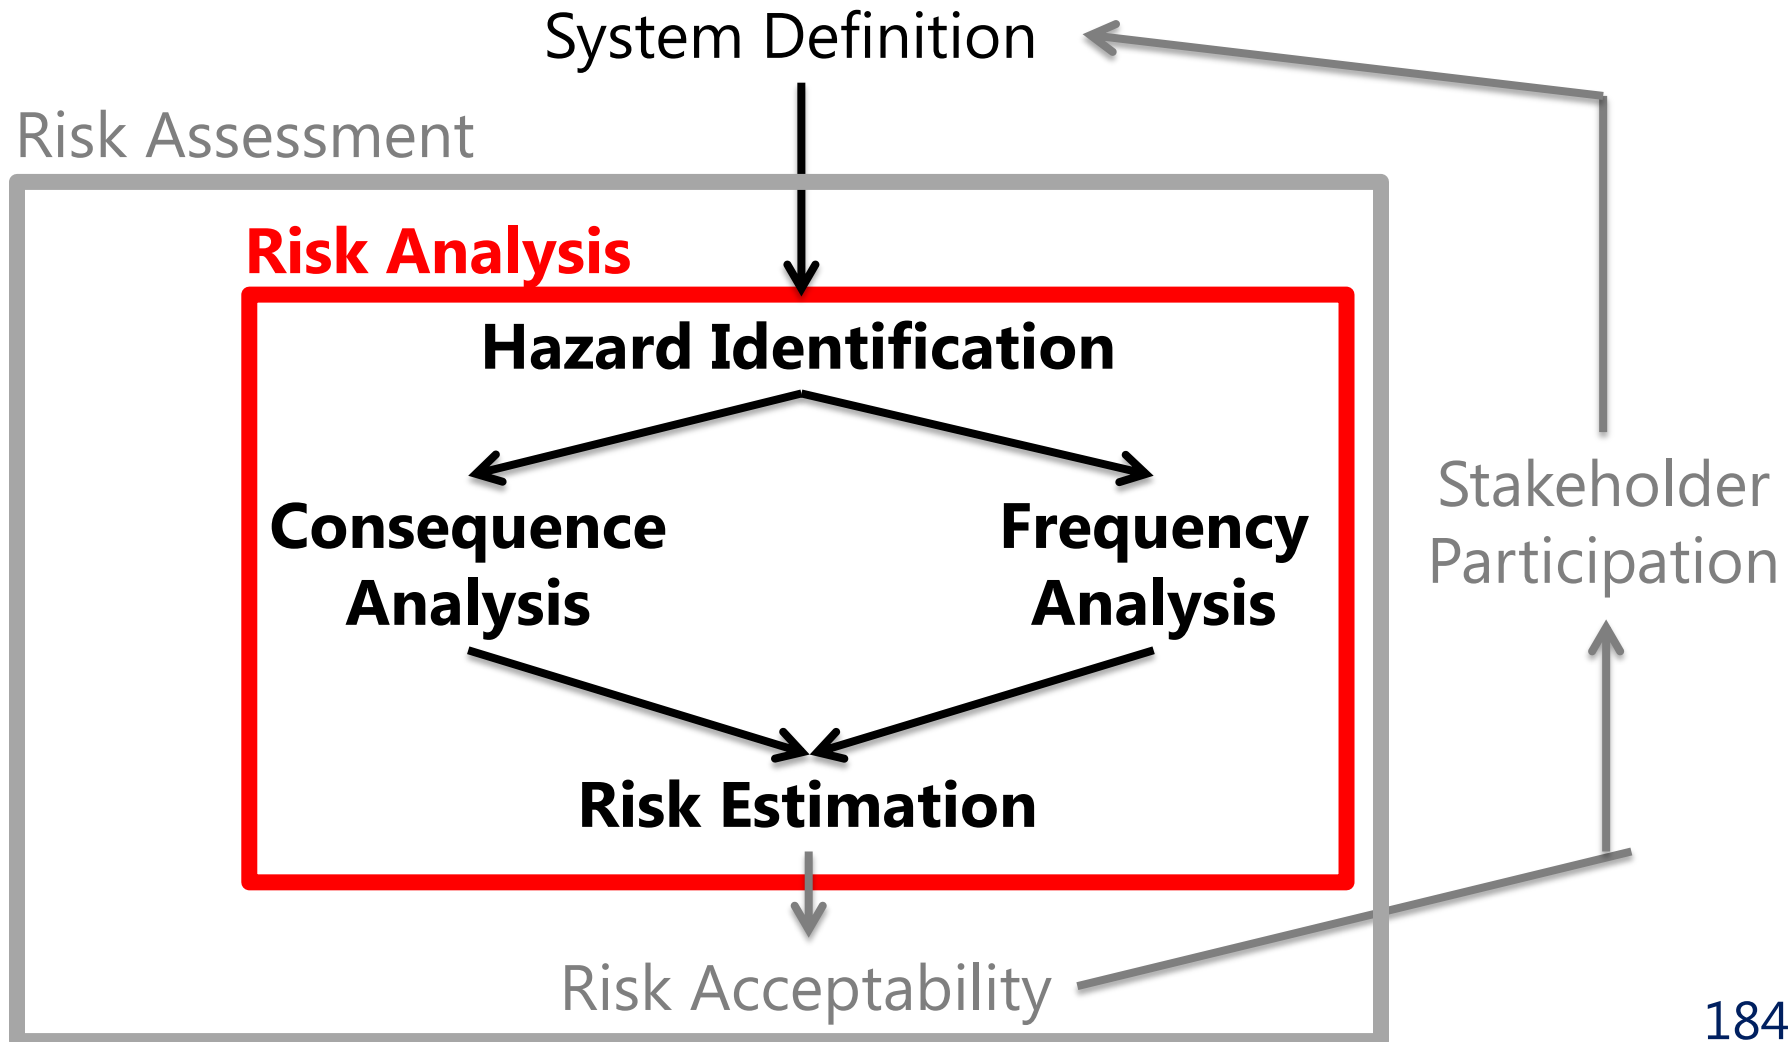 System Definition
Risk Assessment
Risk Analysis
Hazard Identification
Consequence
Analysis
Frequency
Analysis
Stakeholder
Participation
Risk Estimation
Risk Acceptability
184